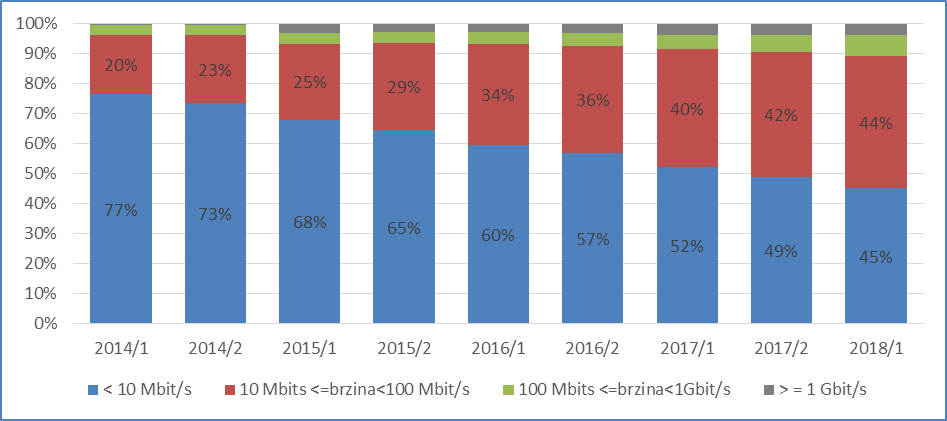 100%
90%
80%
70%
60%
50%
40%
30%
20%
10%
0%
20% 23% 25% 29% 34% 36% 40% 42% 44%
77% 73% 68% 65% 60% 57% 52% 49% 45%
2014/1 2014/2 2015/1 2015/2 2016/1 2016/2 2017/1 2017/2 2018/1
< 10 Mbit/s 10 Mbits <=brzina<100 Mbit/s 100 Mbits <=brzina<1Gbit/s > = 1 Gbit/s